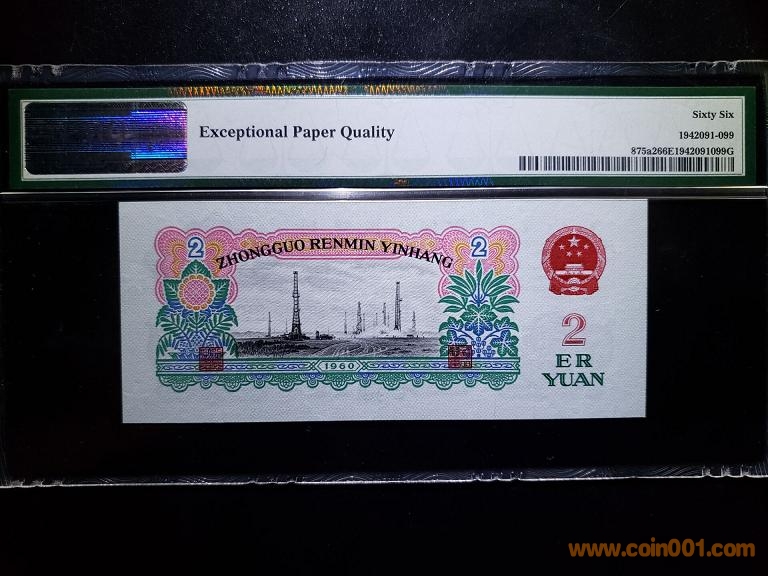 Sixty Six
Exceptional Paper Quality
1942091-099
875a266E1942091099G
2
2
ZHONGGUO RENMIN YINHANG
2
ER
YUAN
1960
www.coin001.com